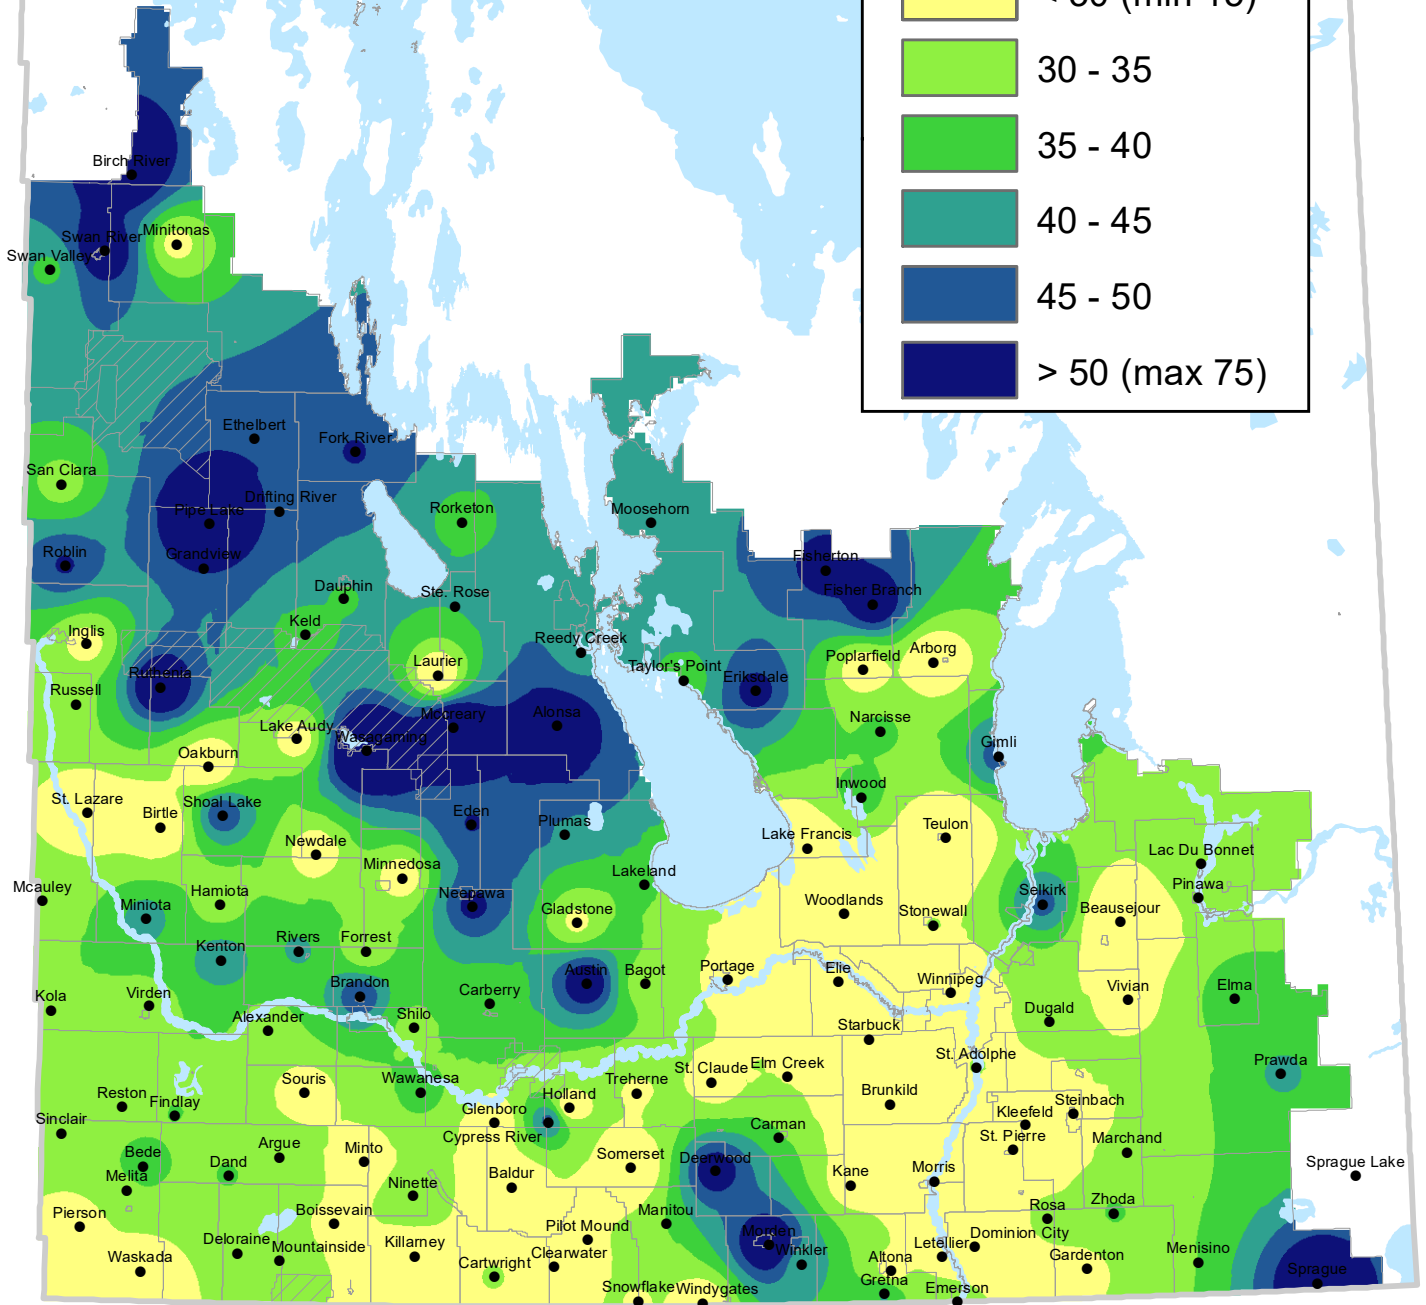 < 30 (min 15)
30 - 35
35 - 40
40 - 45
45 - 50
> 50 (max 75)
Birch River
Minitonas
Swan River
Swan Valley
Ethelbert
Fork River
San Clara
Drifting River
Rorketon
Pipe Lake
Moosehorn
Roblin
Grandview
Fisherton
Dauphin
Ste. Rose
Fisher Branch
Keld
Inglis
Reedy Creek
Laurier
Taylor's Point
Poplarfield
Arborg
Ruthenia
Eriksdale
Russell
Mccreary
Alonsa
Narcisse
Lake Audy
Wasagaming
Gimli
Oakburn
Inwood
St. Lazare
Birtle
Shoal Lake
Eden
Plumas
Lake Francis
Teulon
Newdale
Lac Du Bonnet
Minnedosa
Lakeland
Mcauley
Hamiota
Neepawa
Selkirk
Pinawa
Miniota
Gladstone
Woodlands
Stonewall
Beausejour
Kenton
Rivers
Forrest
Austin
Bagot
Portage
Elie
Winnipeg
Brandon
Carberry
Vivian
Elma
Kola
Virden
Alexander
Shilo
Dugald
Starbuck
St. Adolphe
Prawda
St. Claude
Elm Creek
Souris
Wawanesa
Treherne
Reston
Findlay
Holland
Brunkild
Steinbach
Sinclair
Glenboro
Cypress River
Kleefeld
Carman
St. Pierre
Marchand
Bede
Argue
Minto
Somerset
Deerwood
Sprague Lake
Melita
Dand
Baldur
Kane
Morris
Ninette
Pierson
Boissevain
Manitou
Rosa
Zhoda
Pilot Mound
Morden
Dominion City
Deloraine
Mountainside
Killarney
Clearwater
Winkler
Letellier
Menisino
Waskada
Cartwright
Altona
Gardenton
Sprague
Gretna
Snowflake
Windygates
Emerson